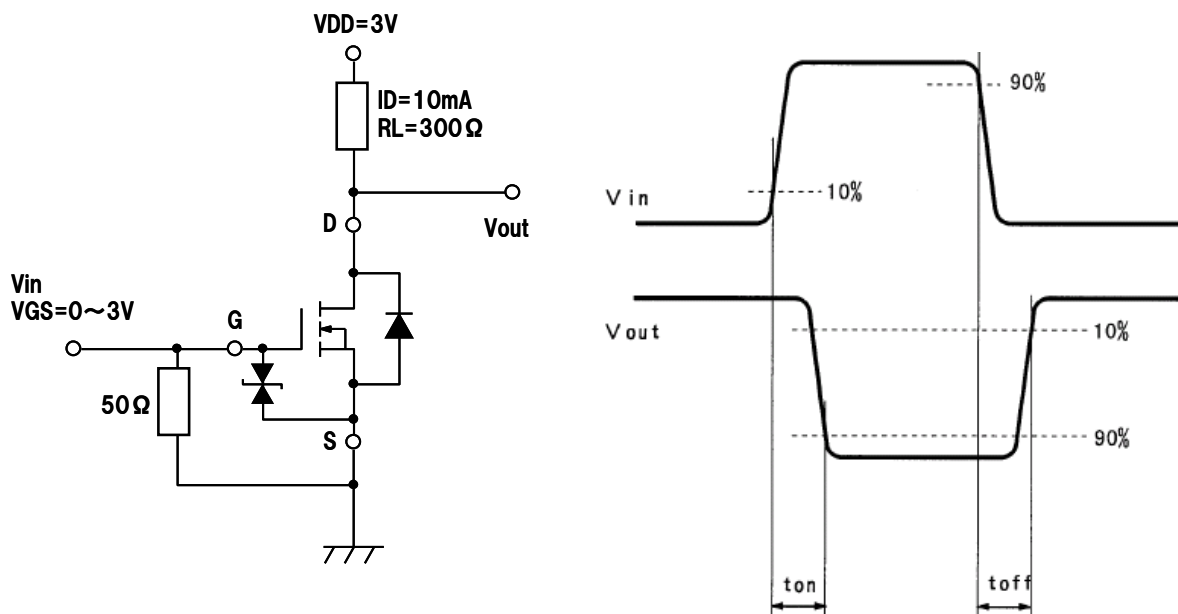 VDD=3V
ID=10mA
RL=300Ω
D
Vout
Vin
VGS=0～3V
G
50Ω
S
90%
Vin
10%
Vout
10%
90%
ton
toff